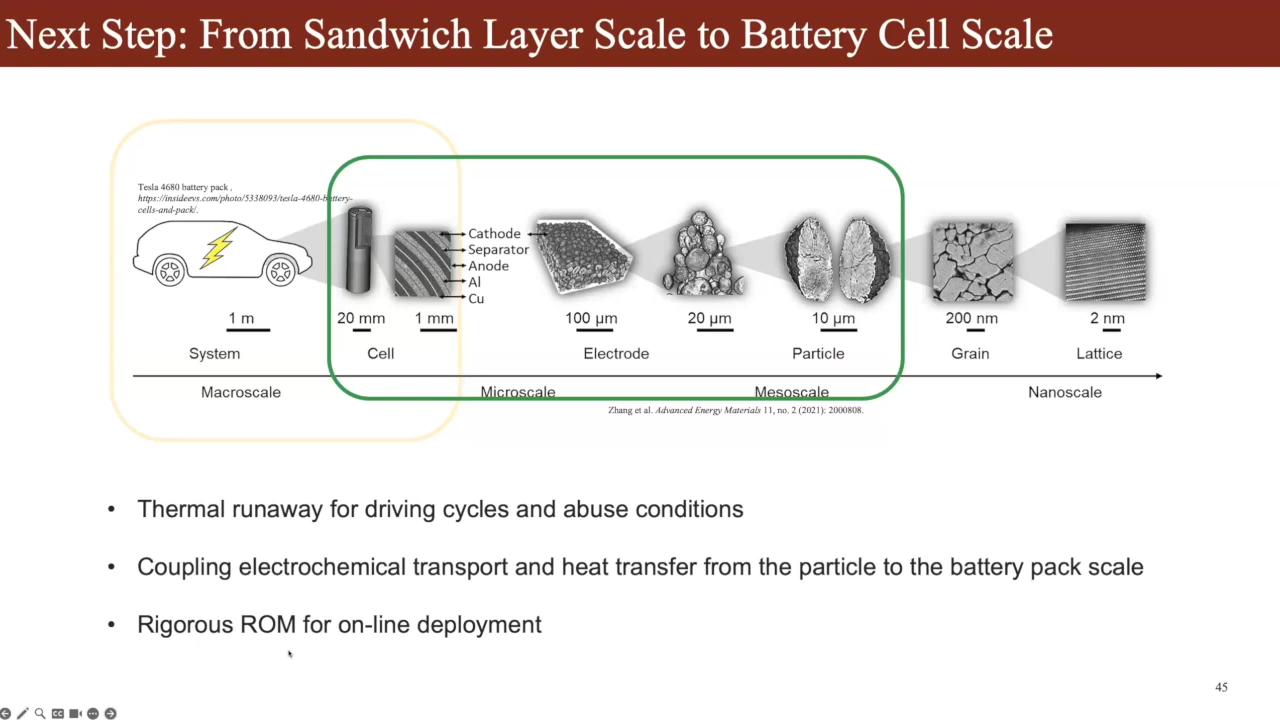 Next Step: From Sandwich Layer Scale to Battery Cell Scale
Tesla 4680 battery pack ,
https://insideevs.com/photo/5338093/tesla-4680-battery-
cells-and-pack/.
Cathode
Separator
Anode
Al
Cu
1 m
20 mm
1 mm
100 µm
20 µm
10 µm
200 nm
2 nm
System
Cell
Electrode
Particle
Grain
Lattice
Macroscale
Microscale
Mesoscale
Nanoscale
Zhang et al. Advanced Energy Materials 11, no. 2 (2021): 2000808.
• Thermal runaway for driving cycles and abuse conditions
• Coupling electrochemical transport and heat transfer from the particle to the battery pack scale
• Rigorous ROM for on-line deployment
45
CC